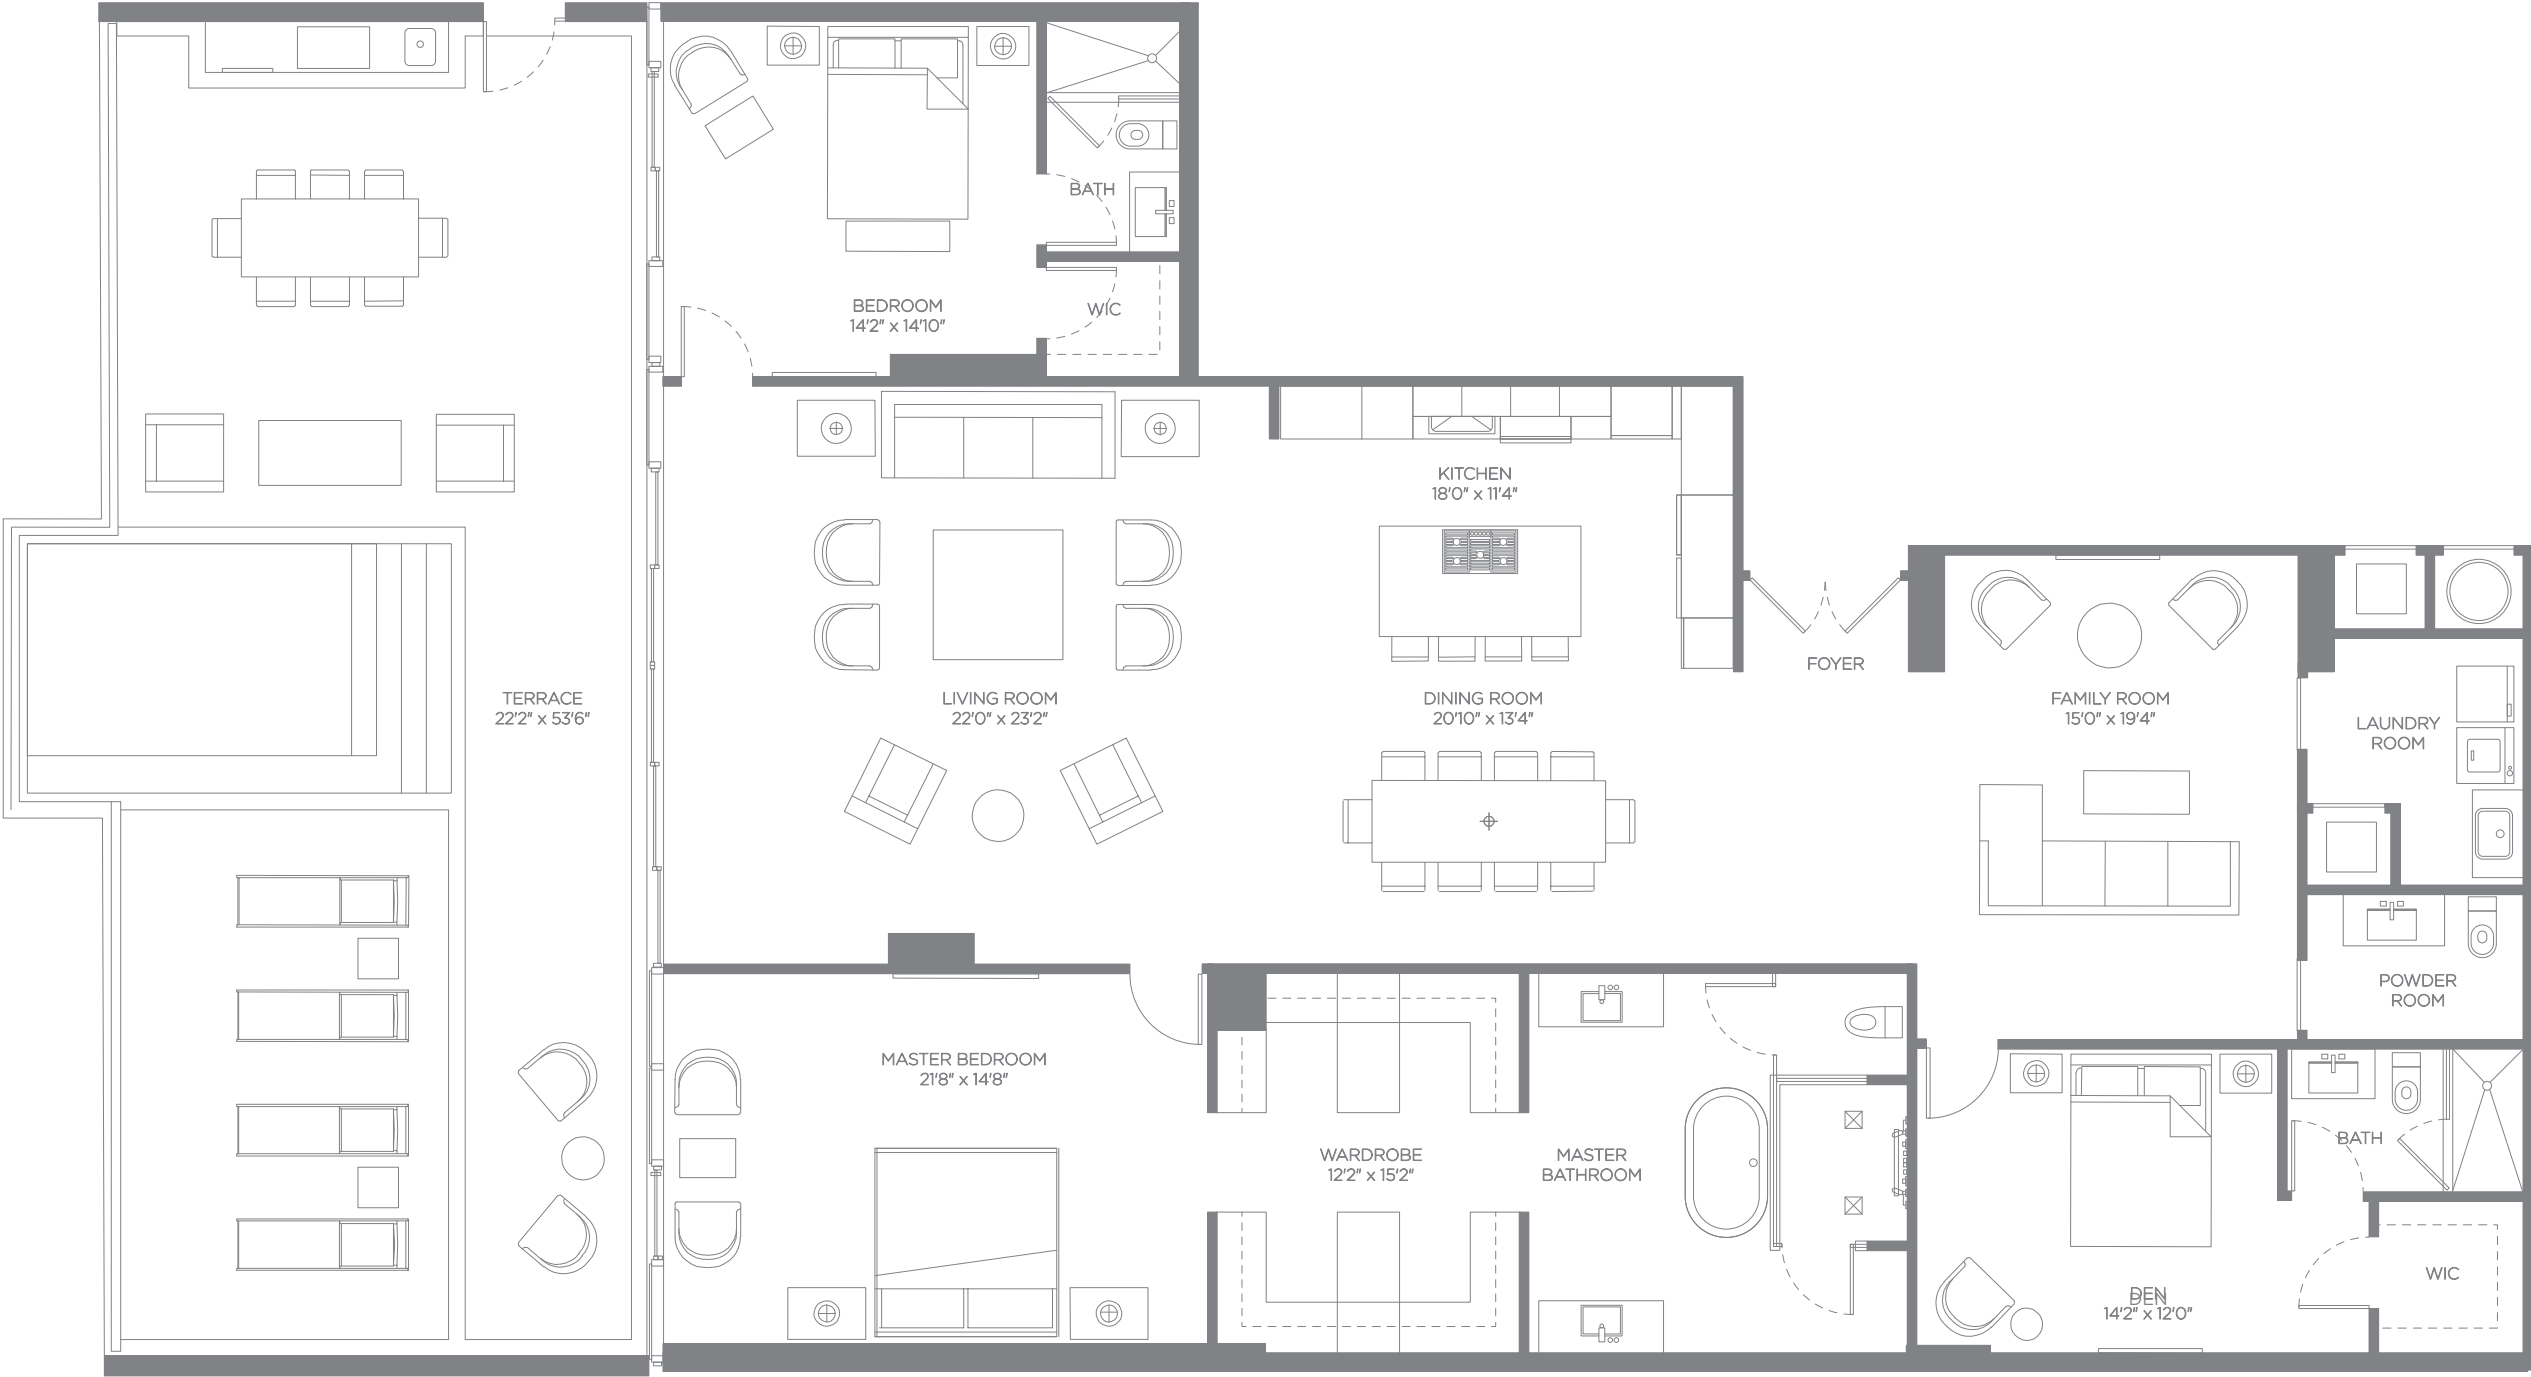 BATH
BEDROOM
14'2" x 14'10"
WIC
KITCHEN
18'0" x 11'4"
FOYER
TERRACE
22'2" x 53'6"
LIVING ROOM
22'0" x 23'2"
DINING ROOM
20'10" x 13'4"
FAMILY ROOM
15'0" x 19'4"
LAUNDRY
ROOM
POWDER
ROOM
MASTER BEDROOM
21'8" x 14'8"
WARDROBE
12'2" x 15'2"
MASTER
BATHROOM
BATH
WIC
DEN
DEN
14'2" x 12'0"